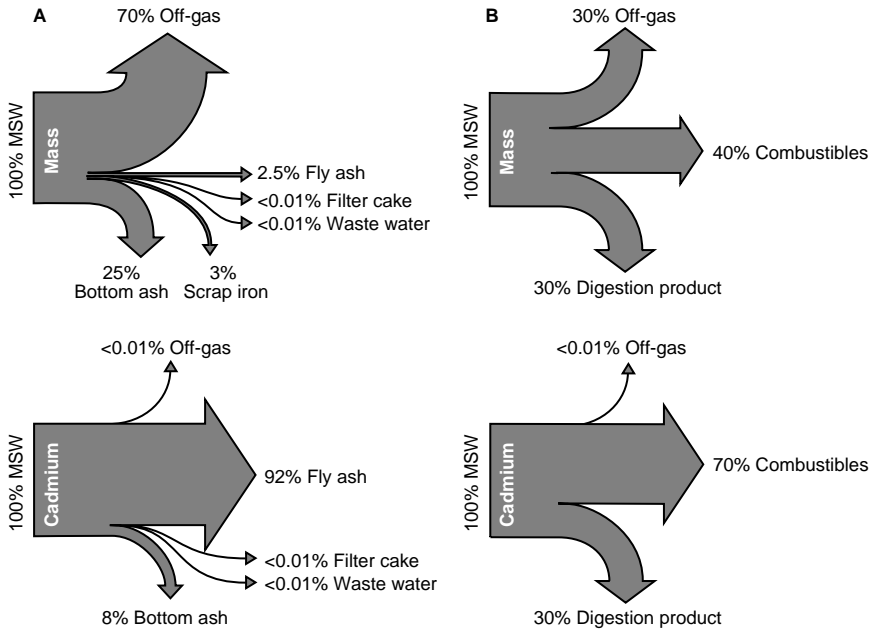 A
70% Off-gas
100% MSW
Mass
2.5% Fly ash
<0.01% Filter cake
<0.01% Waste water
25%
Bottom ash
3%
Scrap iron
B
30% Off-gas
100% MSW
Mass
40% Combustibles
30% Digestion product
<0.01% Off-gas
100% MSW
Cadmium
92% Fly ash
<0.01% Filter cake
<0.01% Waste water
8% Bottom ash
<0.01% Off-gas
100% MSW
Cadmium
70% Combustibles
30% Digestion product